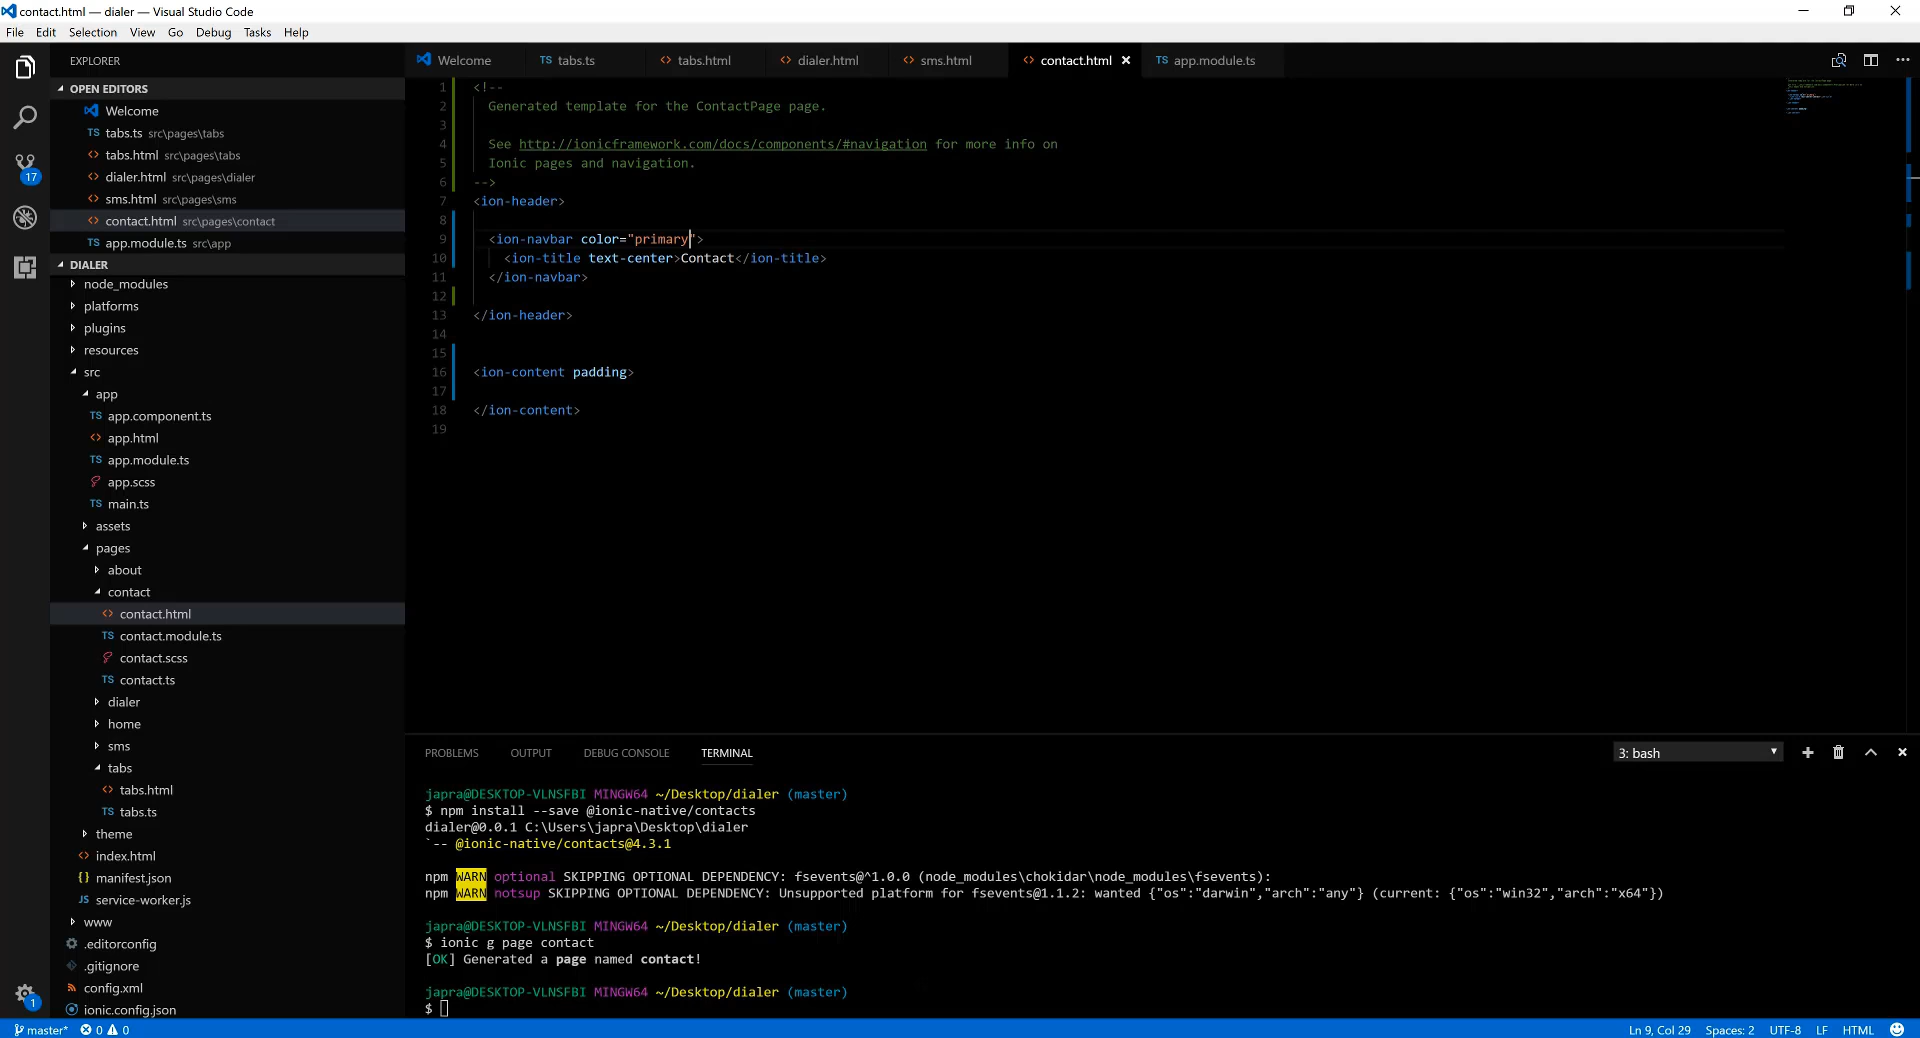 contact.html — dialer — Visual Studio Code
File Edit Selection View Go Debug Tasks Help
EXPLORER
OPEN EDITORS
Welcome
tabs.ts src\pages\tabs
tabs.html src\pages\tabs
dialer.html src\pages\dialer
sms.html src\pages\sms
contact.html src\pages\contact
app.module.ts src\app
DIALER
node_modules
platforms
plugins
resources
src
app
app.component.ts
app.html
app.module.ts
app.scss
main.ts
assets
pages
about
contact
contact.html
contact.module.ts
contact.scss
contact.ts
dialer
home
sms
tabs
tabs.html
tabs.ts
theme
index.html
manifest.json
service-worker.js
www
.editorconfig
.gitignore
config.xml
ionic.config.json
17
1
Welcome TS tabs.ts <> tabs.html <> dialer.html <> sms.html <> contact.html TS app.module.ts
1 <!--
2 Generated template for the ContactPage page.
3
4 See http://ionicframework.com/docs/components/#navigation for more info on
5 Ionic pages and navigation.
6 -->
7 <ion-header>
8
9 <ion-navbar color="primary">
10 <ion-title text-center>Contact</ion-title>
11 </ion-navbar>
12
13 </ion-header>
14
15
16 <ion-content padding>
17
18 </ion-content>
19
PROBLEMS OUTPUT DEBUG CONSOLE TERMINAL 3: bash
japra@DESKTOP-VLNSFBI MINGW64 ~/Desktop/dialer (master)
$ npm install --save @ionic-native/contacts
dialer@0.0.1 C:\Users\japra\Desktop\dialer
`-- @ionic-native/contacts@4.3.1
npm WARN optional SKIPPING OPTIONAL DEPENDENCY: fsevents@^1.0.0 (node_modules\chokidar\node_modules\fsevents):
npm WARN notsup SKIPPING OPTIONAL DEPENDENCY: Unsupported platform for fsevents@1.1.2: wanted {"os":"darwin","arch":"any"} (current: {"os":"win32","arch":"x64"})
japra@DESKTOP-VLNSFBI MINGW64 ~/Desktop/dialer (master)
$ ionic g page contact
[OK] Generated a page named contact!
japra@DESKTOP-VLNSFBI MINGW64 ~/Desktop/dialer (master)
$
master* 0 0 Ln 9, Col 29 Spaces: 2 UTF-8 LF HTML